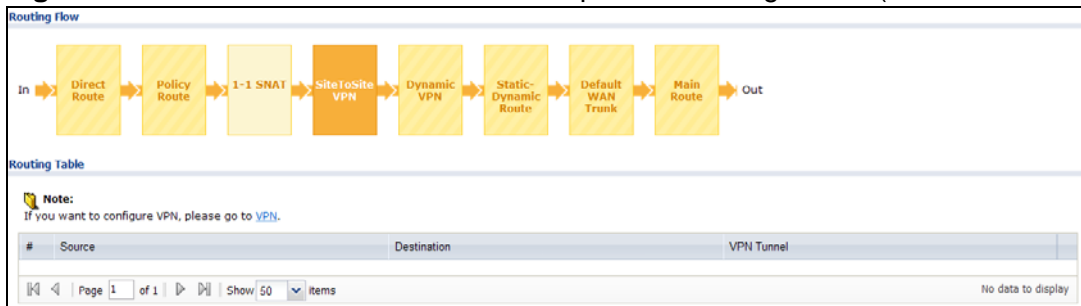 Routing Flow
In
Direct Route
Policy Route
1-1 SNAT
SiteToSite VPN
Dynamic VPN
Static-Dynamic Route
Default WAN Trunk
Main Route
Out
Routing Table
Note:
If you want to configure VPN, please go to VPN.
# Source Destination VPN Tunnel
Page 1 of 1 Show 50 items No data to display